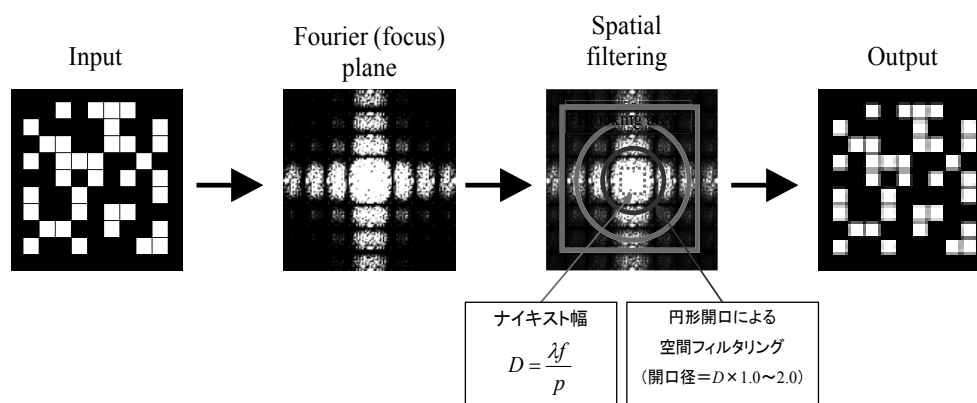 Input
Fourier (focus)
plane
Spatial
filtering
Output
ナイキスト幅
D = λf / p
円形開口による
空間フィルタリング
(開口径=D×1.0~2.0)